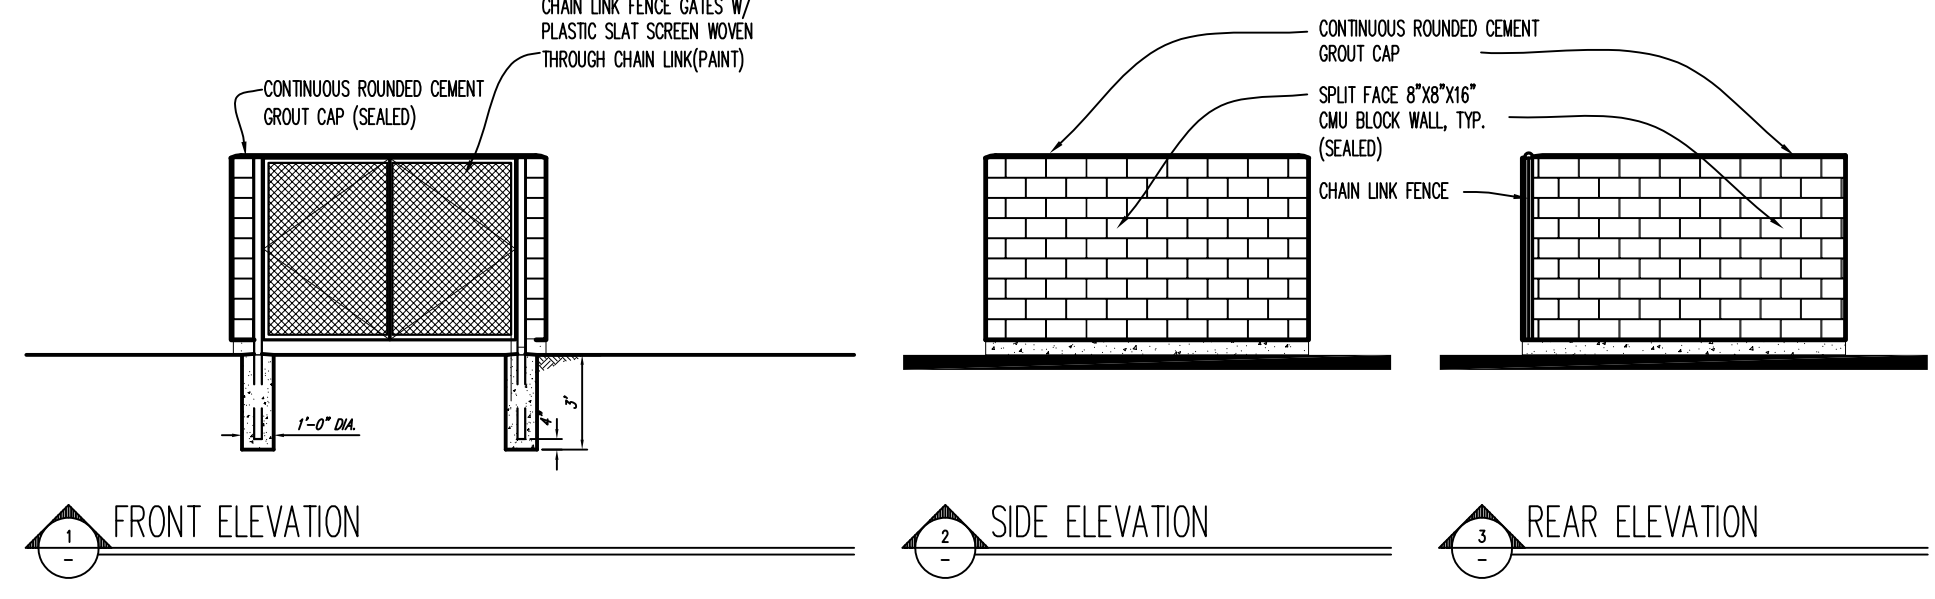 CHAIN LINK FENCE GATES W/
PLASTIC SLAT SCREEN WOVEN
THROUGH CHAIN LINK(PAINT)
CONTINUOUS ROUNDED CEMENT
GROUT CAP (SEALED)
1'-0" DIA.
4"
3'
1
-
FRONT ELEVATION
CONTINUOUS ROUNDED CEMENT
GROUT CAP
SPLIT FACE 8"X8"X16"
CMU BLOCK WALL, TYP.
(SEALED)
CHAIN LINK FENCE
2
-
SIDE ELEVATION
3
-
REAR ELEVATION